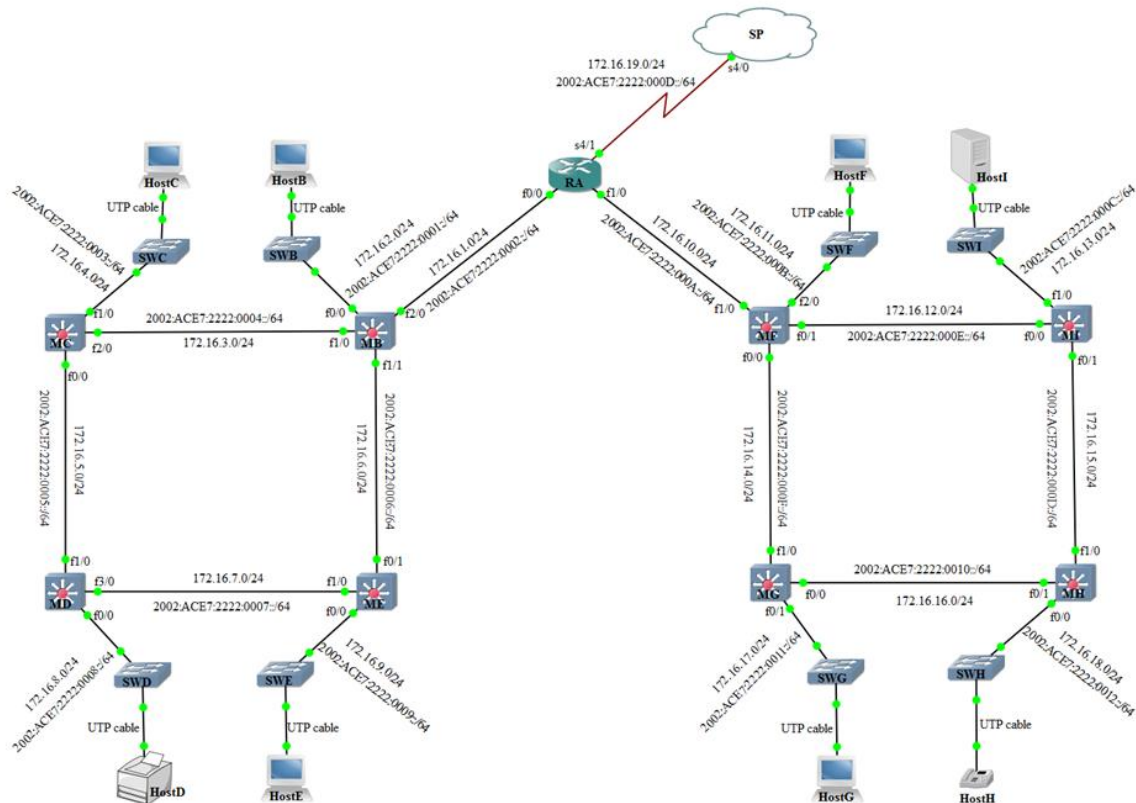 SP
172.16.19.0/24
s4/0
2002:ACE7:2222:000D::/64
s4/1
HostC
HostB
RA
HostF
HostI
f0/0
f1/0
UTP cable
UTP cable
UTP cable
UTP cable
2002:ACE7:2222:0003::/64
172.16.4.0/24
SWC
SWB
172.16.2.0/24
2002:ACE7:2222:0001::/64
172.16.1.0/24
2002:ACE7:2222:0002::/64
172.16.10.0/24
2002:ACE7:2222:000A::/64
172.16.11.0/24
2002:ACE7:2222:000B::/64
SWF
SWI
2002:ACE7:2222:000C::/64
172.16.13.0/24
f1/0
f0/0
f2/0
f1/0
f2/0
f1/0
MC
2002:ACE7:2222:0004::/64
MB
MF
172.16.12.0/24
MI
f2/0
172.16.3.0/24
f1/0
f0/1
2002:ACE7:2222:000E::/64
f0/0
f0/0
f1/1
f0/0
f0/1
2002:ACE7:2222:0005::/64
172.16.5.0/24
172.16.6.0/24
2002:ACE7:2222:0006::/64
172.16.14.0/24
2002:ACE7:2222:000F::/64
2002:ACE7:2222:000D::/64
172.16.15.0/24
f1/0
f0/1
f1/0
f1/0
MD
f3/0
172.16.7.0/24
f1/0
ME
MG
2002:ACE7:2222:0010::/64
MH
f0/0
2002:ACE7:2222:0007::/64
f0/0
f0/1
f0/0
172.16.16.0/24
f0/1
f0/0
172.16.8.0/24
2002:ACE7:2222:0008::/64
SWD
SWE
172.16.9.0/24
2002:ACE7:2222:0009::/64
172.16.17.0/24
2002:ACE7:2222:0011::/64
SWG
SWH
172.16.18.0/24
2002:ACE7:2222:0012::/64
UTP cable
UTP cable
UTP cable
UTP cable
HostD
HostE
HostG
HostH